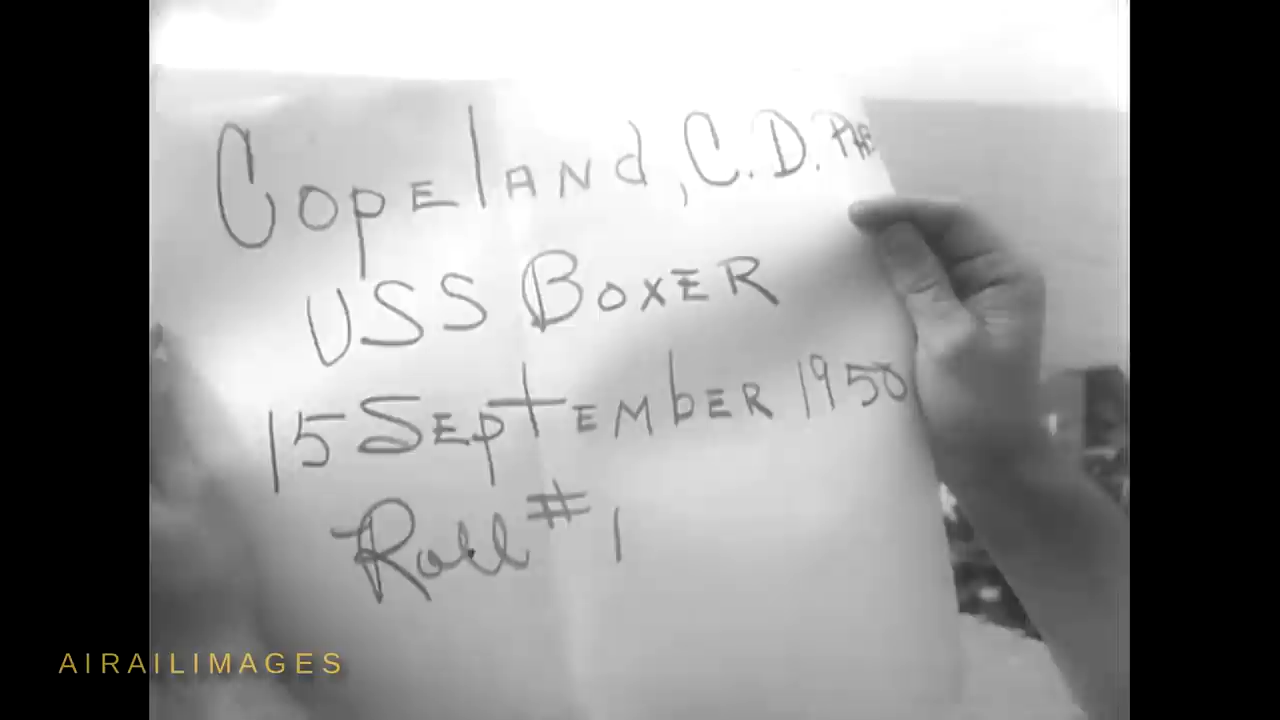 Copeland, C.D.
USS Boxer
15 September 1950
Roll #1
AIRAILIMAGES